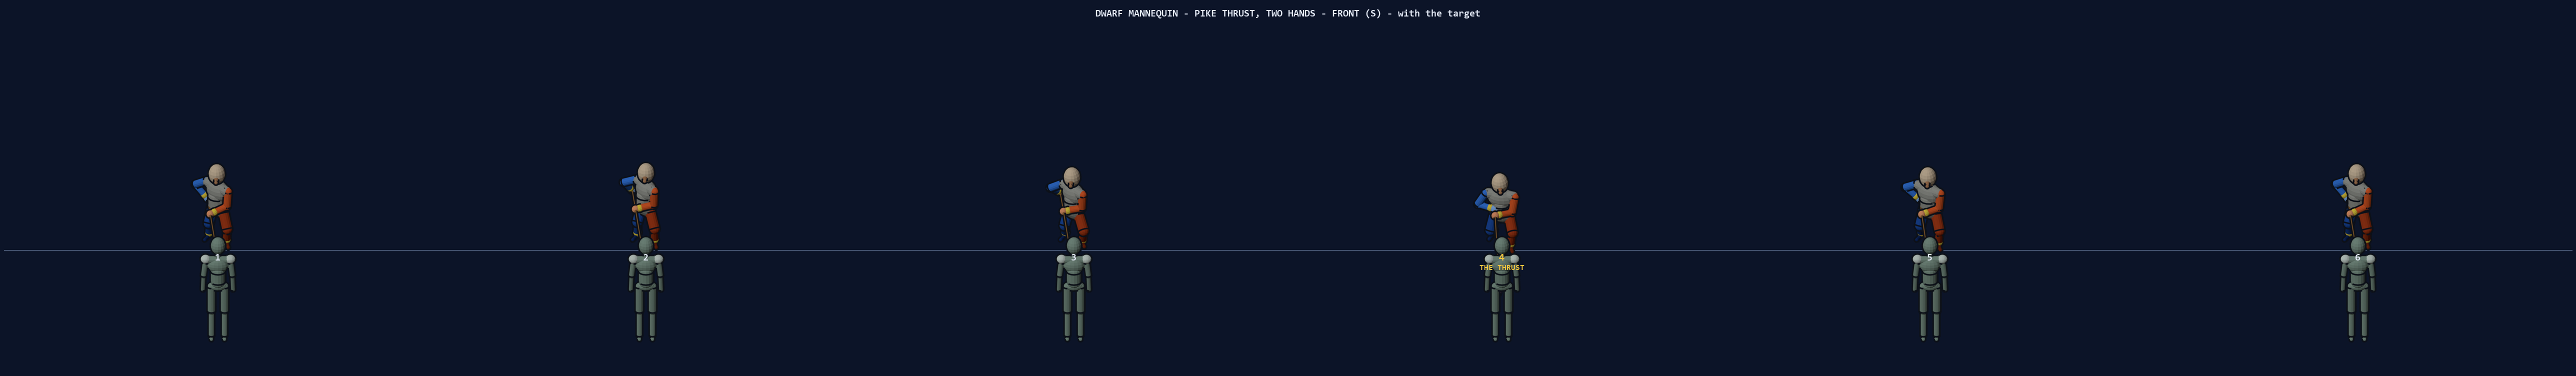 DWARF MANNEQUIN - PIKE THRUST, TWO HANDS - FRONT (S) - with the target
1 2 3 4 5 6
THE THRUST